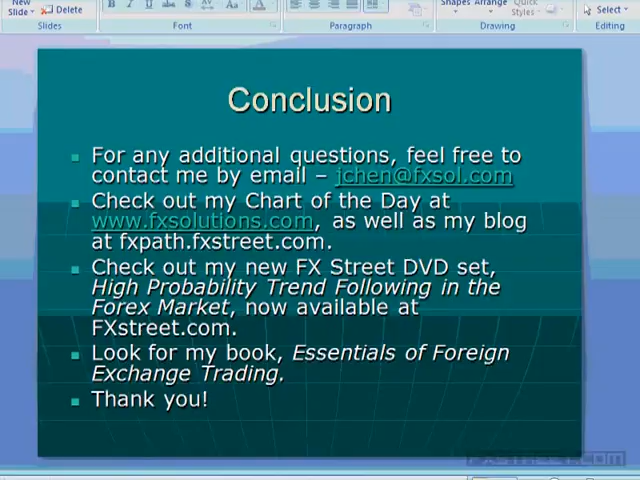 New
Slide
Delete
Shapes Arrange Quick
Styles
Select
Slides
Font
Paragraph
Drawing
Editing
Conclusion
For any additional questions, feel free to
contact me by email – jchen@fxsol.com
Check out my Chart of the Day at
www.fxsolutions.com, as well as my blog
at fxpath.fxstreet.com.
Check out my new FX Street DVD set,
High Probability Trend Following in the
Forex Market, now available at
FXstreet.com.
Look for my book, Essentials of Foreign
Exchange Trading.
Thank you!
FXSTREET.COM